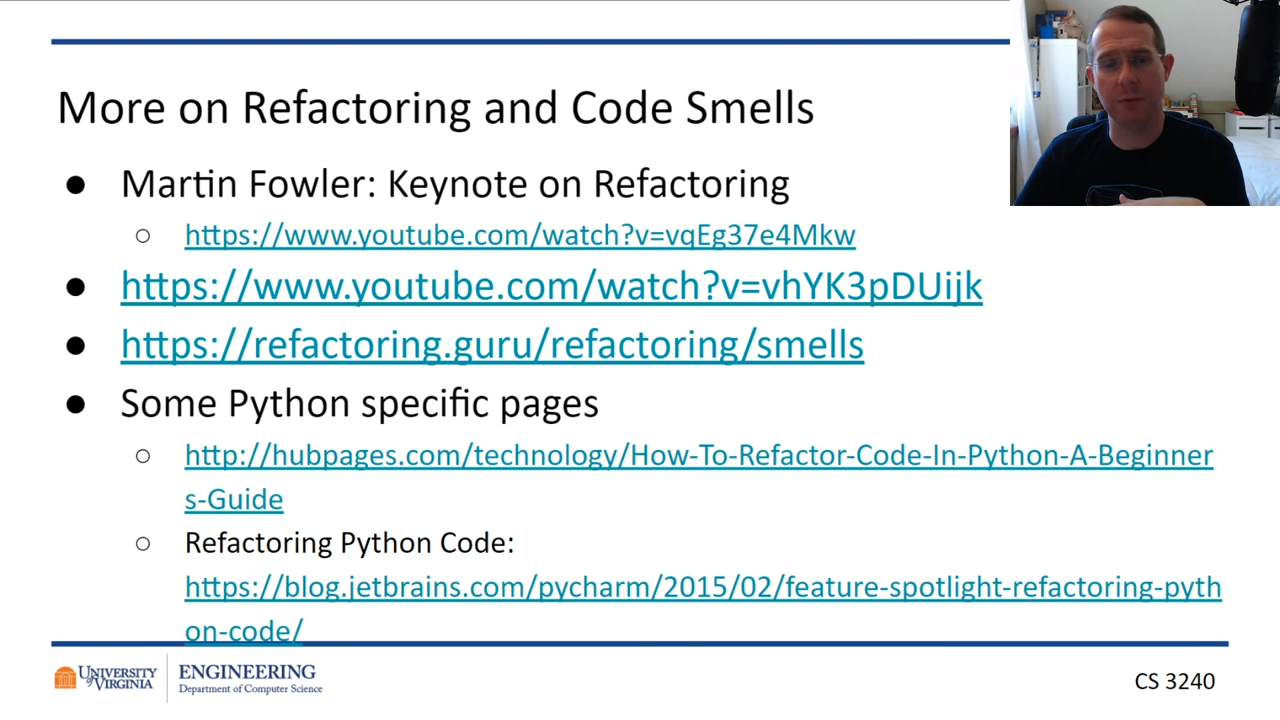 More on Refactoring and Code Smells
● Martin Fowler: Keynote on Refactoring
○ https://www.youtube.com/watch?v=vqEg37e4Mkw
● https://www.youtube.com/watch?v=vhYK3pDUijk
● https://refactoring.guru/refactoring/smells
● Some Python specific pages
○ http://hubpages.com/technology/How-To-Refactor-Code-In-Python-A-Beginner
s-Guide
○ Refactoring Python Code:
https://blog.jetbrains.com/pycharm/2015/02/feature-spotlight-refactoring-pyth
on-code/
UNIVERSITY
of VIRGINIA
ENGINEERING
Department of Computer Science
CS 3240